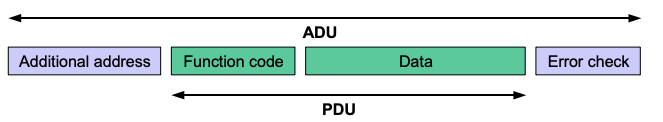 ADU
Additional address
Function code
Data
Error check
PDU